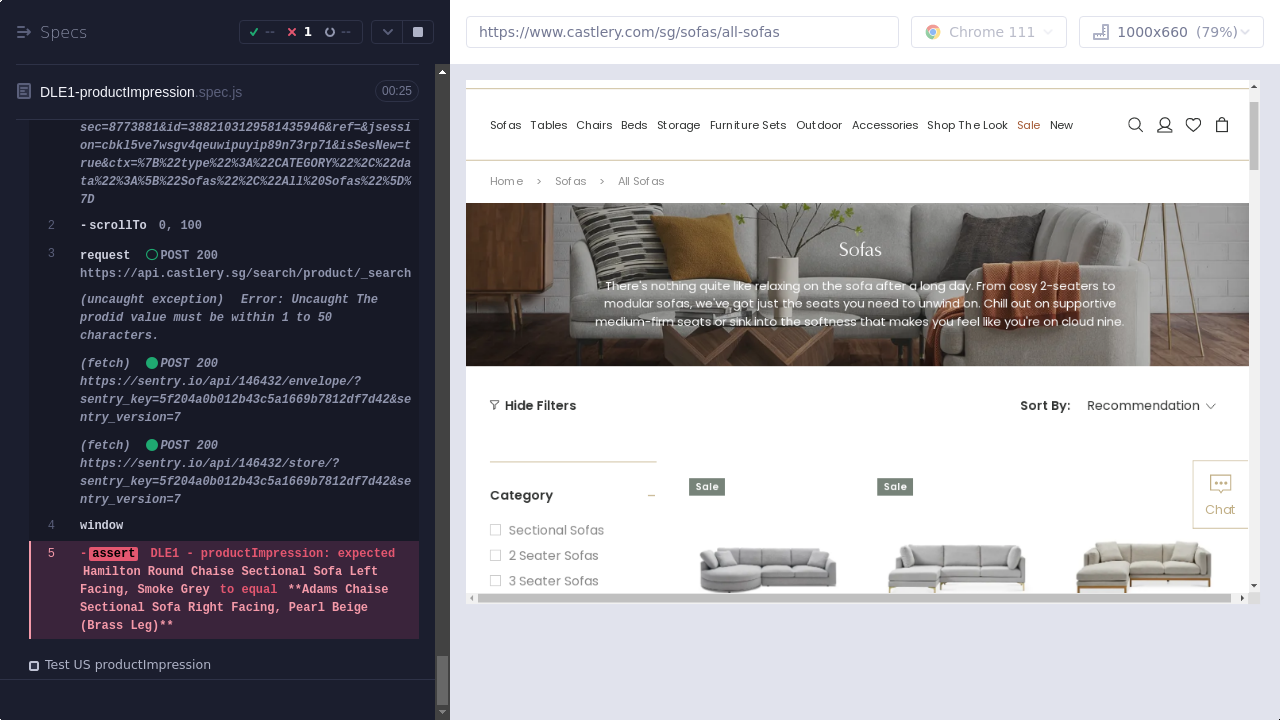 Specs
-- 1 --
DLE1-productImpression.spec.js
00:25
sec=8773881&id=3882103129581435946&ref=&jsessi
on=cbkl5ve7wsgv4qeuwipuyip89n73rp71&isSesNew=t
rue&ctx=%7B%22type%22%3A%22CATEGORY%22%2C%22da
ta%22%3A%5B%22Sofas%22%2C%22All%20Sofas%22%5D%
7D
2 -scrollTo 0, 100
3 request POST 200
https://api.castlery.sg/search/product/_search
(uncaught exception) Error: Uncaught The
prodid value must be within 1 to 50
characters.
(fetch) POST 200
https://sentry.io/api/146432/envelope/?
sentry_key=5f204a0b012b43c5a1669b7812df7d42&se
ntry_version=7
(fetch) POST 200
https://sentry.io/api/146432/store/?
sentry_key=5f204a0b012b43c5a1669b7812df7d42&se
ntry_version=7
4 window
5 -assert DLE1 - productImpression: expected
Hamilton Round Chaise Sectional Sofa Left
Facing, Smoke Grey to equal **Adams Chaise
Sectional Sofa Right Facing, Pearl Beige
(Brass Leg)**
Test US productImpression
https://www.castlery.com/sg/sofas/all-sofas
Chrome 111
1000x660 (79%)
Sofas Tables Chairs Beds Storage Furniture Sets Outdoor Accessories Shop The Look Sale New
Home > Sofas > All Sofas
Sofas
There's nothing quite like relaxing on the sofa after a long day. From cosy 2-seaters to
modular sofas, we've got just the seats you need to unwind on. Chill out on supportive
medium-firm seats or sink into the softness that makes you feel like you're on cloud nine.
Hide Filters
Sort By: Recommendation
Category
Sectional Sofas
2 Seater Sofas
3 Seater Sofas
Sale
Sale
Chat